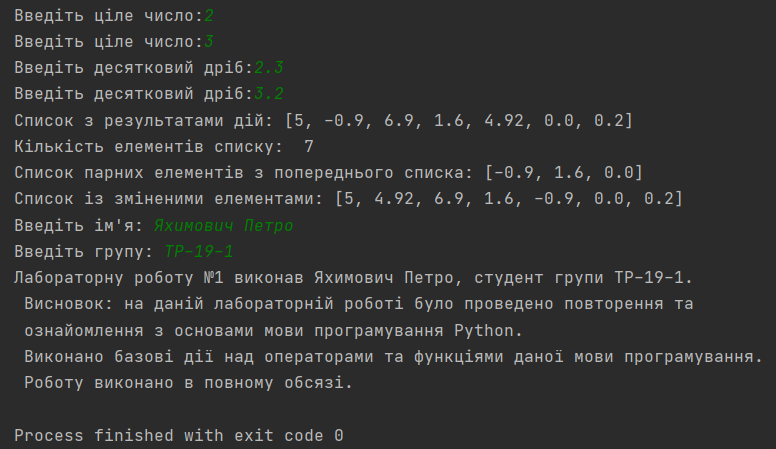 Введіть ціле число:2
Введіть ціле число:3
Введіть десятковий дріб:2.3
Введіть десятковий дріб:3.2
Список з результатами дій: [5, -0.9, 6.9, 1.6, 4.92, 0.0, 0.2]
Кількість елементів списку:  7
Список парних елементів з попереднього списка: [-0.9, 1.6, 0.0]
Список із зміненими елементами: [5, 4.92, 6.9, 1.6, -0.9, 0.0, 0.2]
Введіть ім'я: Яхимович Петро
Введіть групу: ТР-19-1
Лабораторну роботу №1 виконав Яхимович Петро, студент групи ТР-19-1.
Висновок: на даній лабораторній роботі було проведено повторення та
ознайомлення з основами мови програмування Python.
Виконано базові дії над операторами та функціями даної мови програмування.
Роботу виконано в повному обсязі.
Process finished with exit code 0